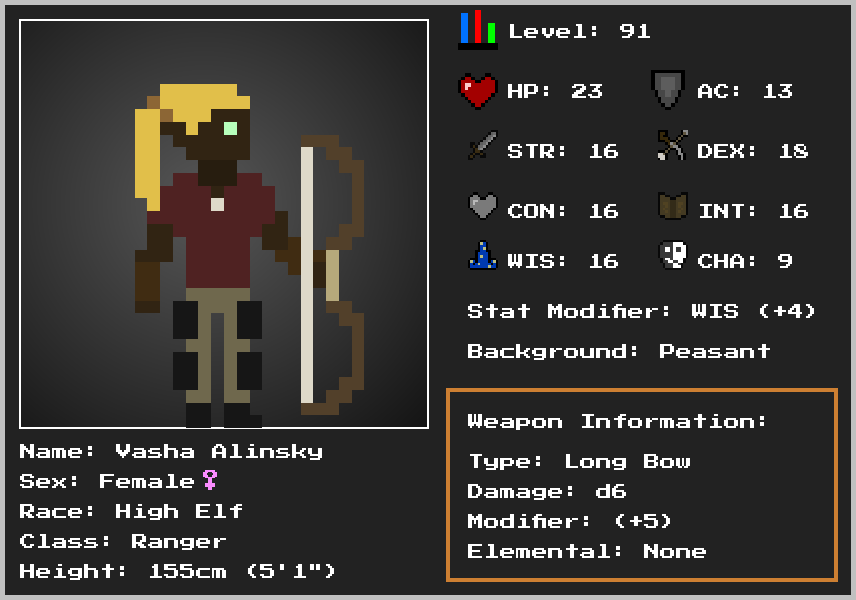 Level: 91
HP: 23
AC: 13
STR: 16
DEX: 18
CON: 16
INT: 16
WIS: 16
CHA: 9
Stat Modifier: WIS (+4)
Background: Peasant
Weapon Information:
Type: Long Bow
Damage: d6
Modifier: (+5)
Elemental: None
Name: Vasha Alinsky
Sex: Female♀
Race: High Elf
Class: Ranger
Height: 155cm (5'1")